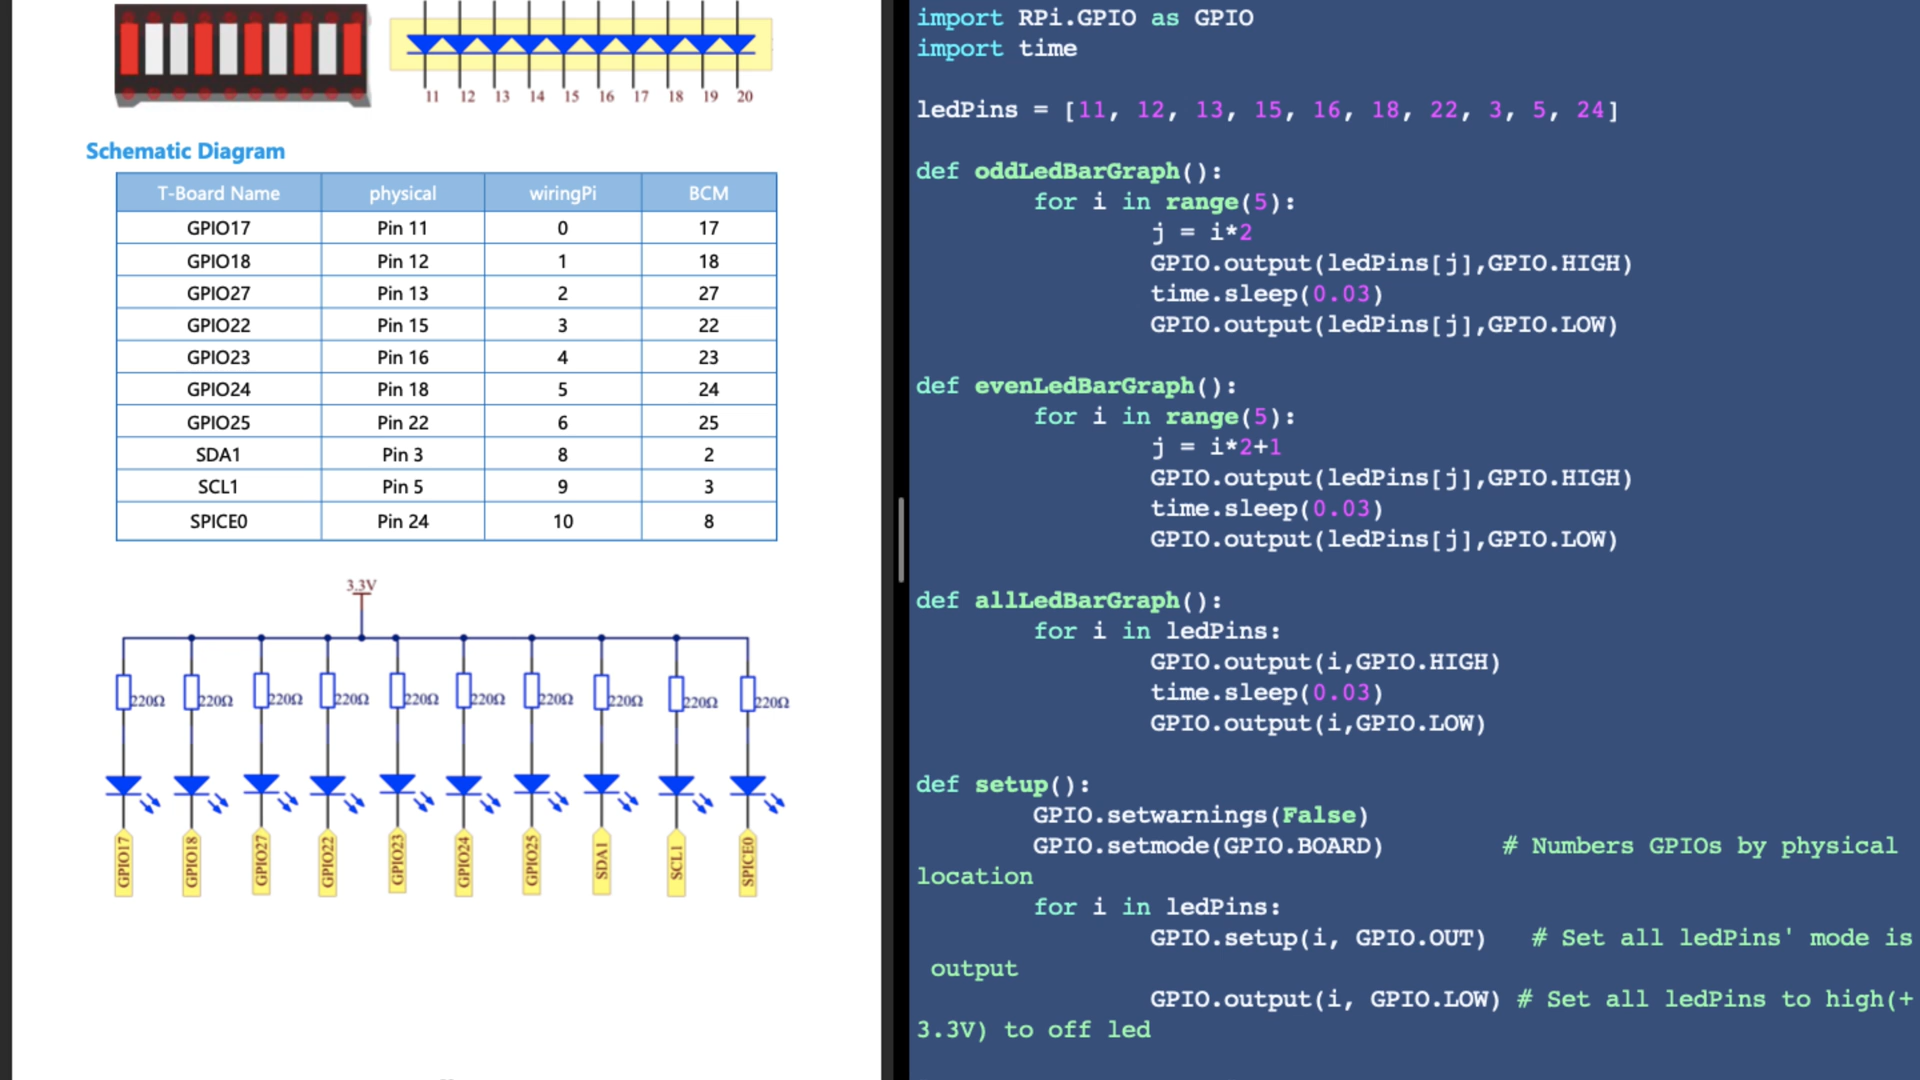 11 12 13 14 15 16 17 18 19 20
Schematic Diagram
T-Board Name physical wiringPi BCM
GPIO17 Pin 11 0 17
GPIO18 Pin 12 1 18
GPIO27 Pin 13 2 27
GPIO22 Pin 15 3 22
GPIO23 Pin 16 4 23
GPIO24 Pin 18 5 24
GPIO25 Pin 22 6 25
SDA1 Pin 3 8 2
SCL1 Pin 5 9 3
SPICE0 Pin 24 10 8
3.3V
220Ω 220Ω 220Ω 220Ω 220Ω 220Ω 220Ω 220Ω 220Ω 220Ω
GPIO17 GPIO18 GPIO27 GPIO22 GPIO23 GPIO24 GPIO25 SDA1 SCL1 SPICE0
import RPi.GPIO as GPIO
import time
ledPins = [11, 12, 13, 15, 16, 18, 22, 3, 5, 24]
def oddLedBarGraph():
for i in range(5):
j = i*2
GPIO.output(ledPins[j],GPIO.HIGH)
time.sleep(0.03)
GPIO.output(ledPins[j],GPIO.LOW)
def evenLedBarGraph():
for i in range(5):
j = i*2+1
GPIO.output(ledPins[j],GPIO.HIGH)
time.sleep(0.03)
GPIO.output(ledPins[j],GPIO.LOW)
def allLedBarGraph():
for i in ledPins:
GPIO.output(i,GPIO.HIGH)
time.sleep(0.03)
GPIO.output(i,GPIO.LOW)
def setup():
GPIO.setwarnings(False)
GPIO.setmode(GPIO.BOARD) # Numbers GPIOs by physical
location
for i in ledPins:
GPIO.setup(i, GPIO.OUT) # Set all ledPins' mode is
output
GPIO.output(i, GPIO.LOW) # Set all ledPins to high(+
3.3V) to off led